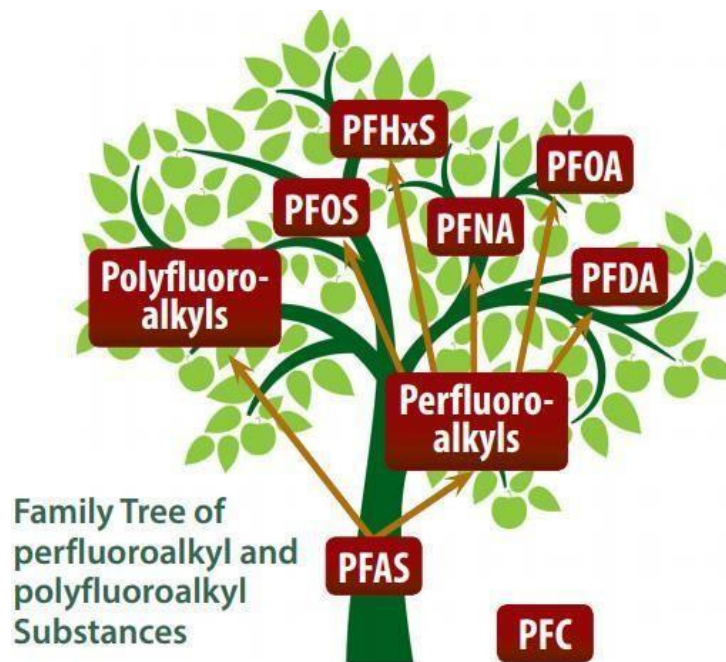 PFHxS
PFOA
PFOS
PFNA
Polyfluoro-
alkyls
PFDA
Perfluoro-
alkyls
Family Tree of
perfluoroalkyl and
polyfluoroalkyl
Substances
PFAS
PFC